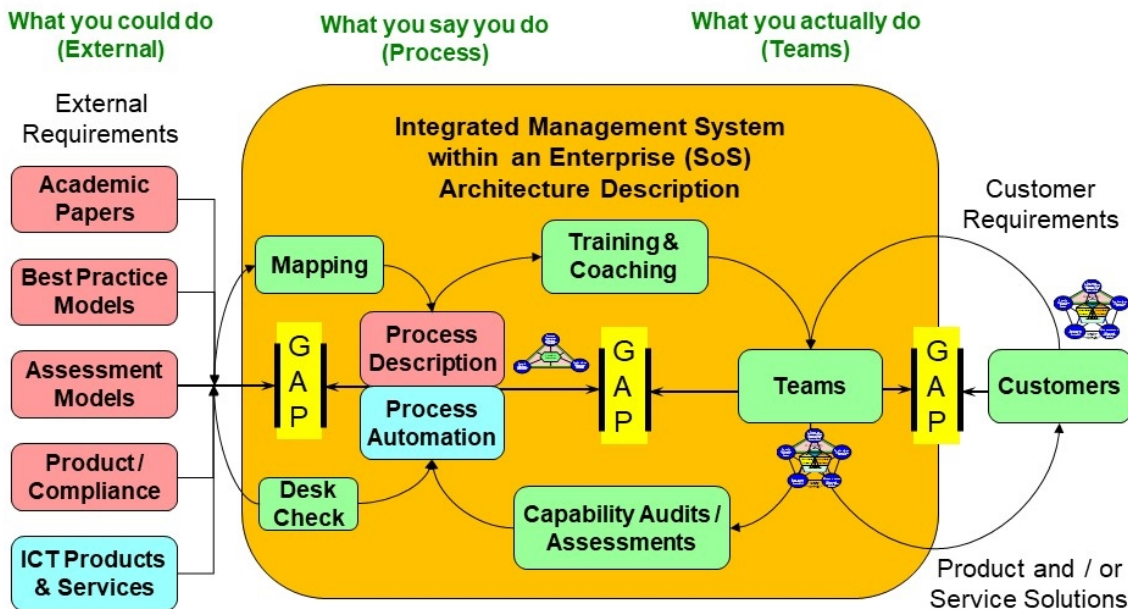 What you could do
(External)
What you say you do
(Process)
What you actually do
(Teams)
External
Requirements
Academic
Papers
Best Practice
Models
Assessment
Models
Product /
Compliance
ICT Products
& Services
Integrated Management System
within an Enterprise (SoS)
Architecture Description
Mapping
Training &
Coaching
G
A
P
Process
Description
Process
Automation
G
A
P
Teams
G
A
P
Customers
Desk
Check
Capability Audits /
Assessments
Customer
Requirements
Product and / or
Service Solutions